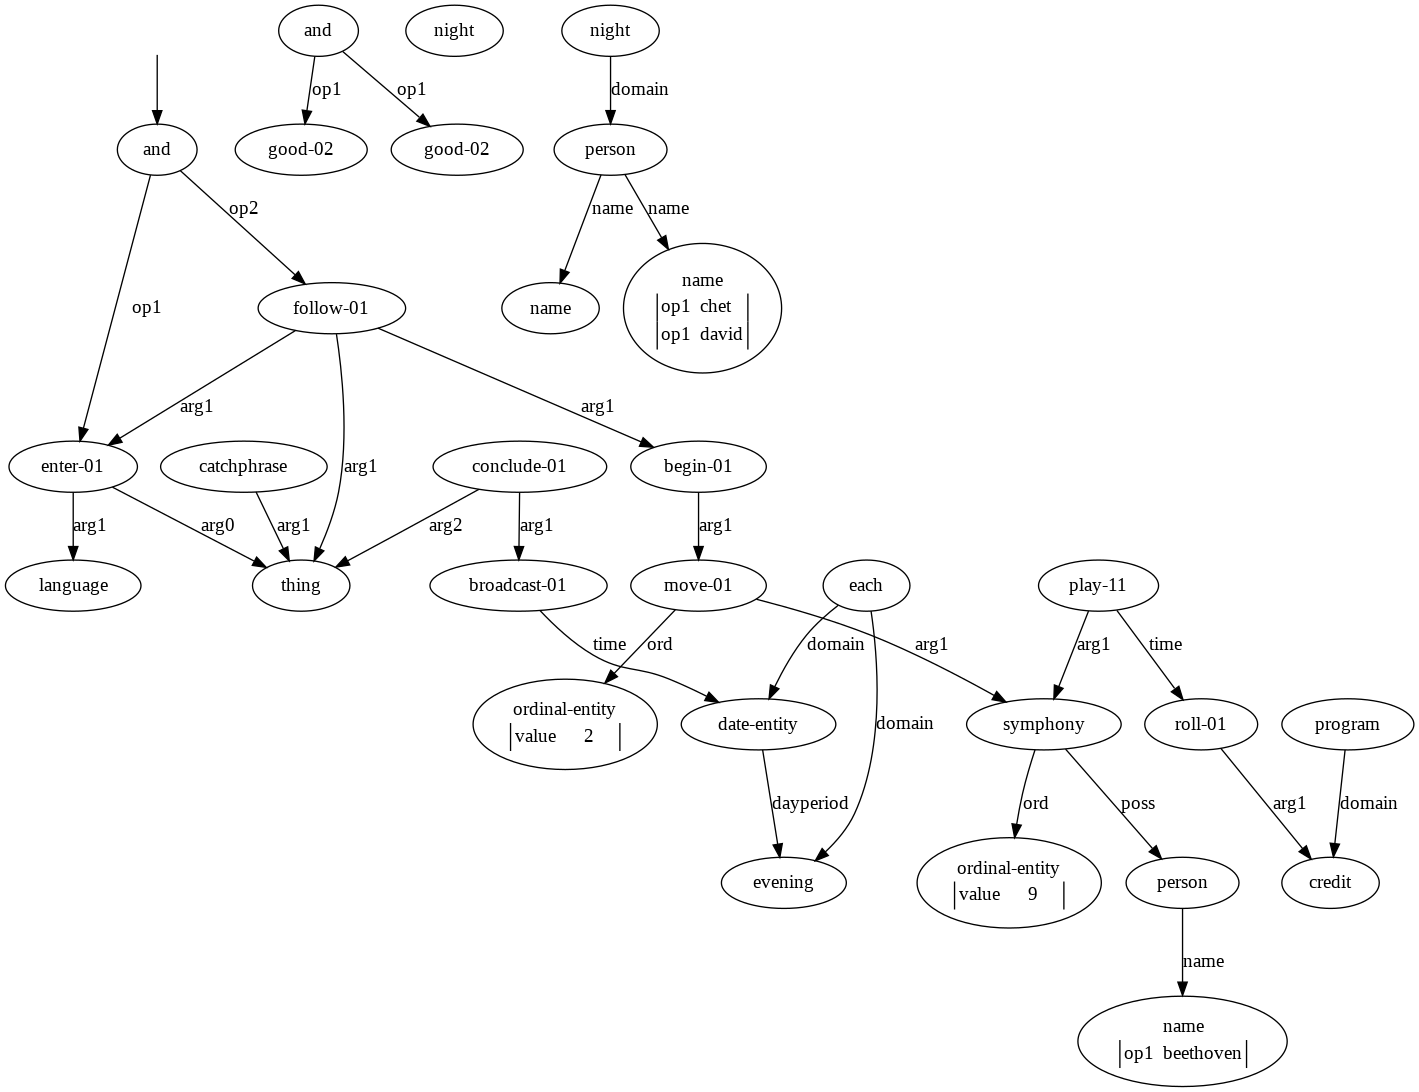 and
night
night
op1
op1
domain
and
good-02
good-02
person
op2
name
name
op1
follow-01
name
name
op1 chet
op1 david
arg1
arg1
enter-01
catchphrase
arg1
conclude-01
begin-01
arg1
arg0
arg1
arg2
arg1
arg1
language
thing
broadcast-01
move-01
each
play-11
time
ord
domain
arg1
arg1
time
ordinal-entity
value 2
date-entity
domain
symphony
roll-01
program
dayperiod
ord
poss
arg1
domain
evening
ordinal-entity
value 9
person
credit
name
name
op1 beethoven